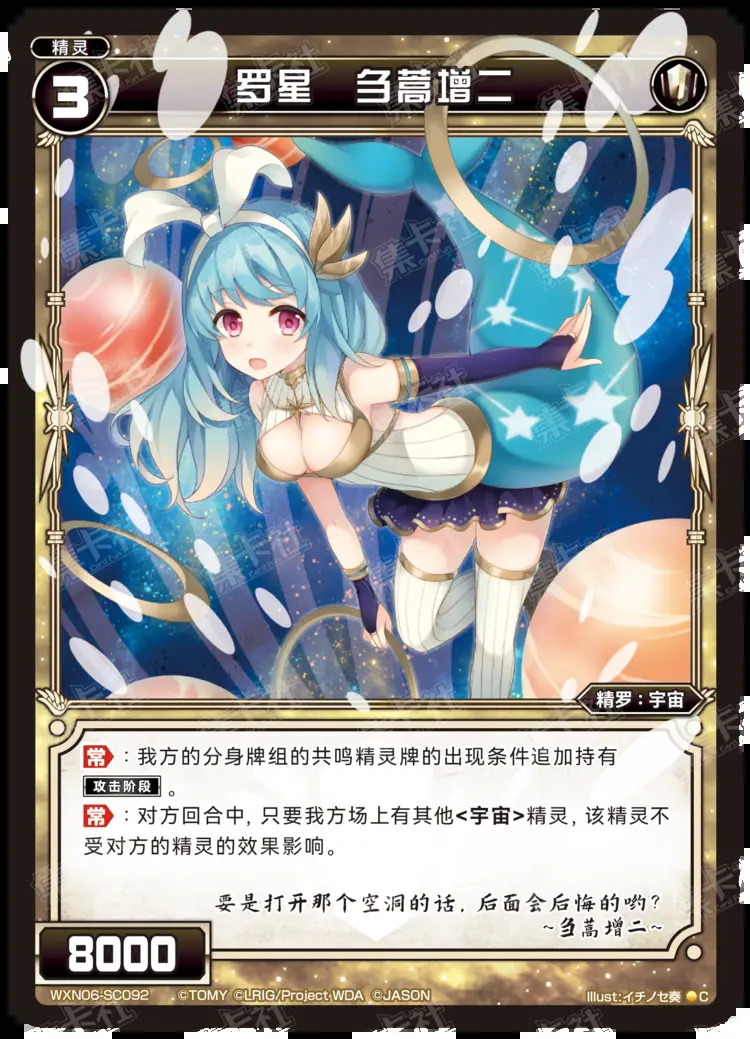 精灵
3
罗星 刍蒿增二
精罗：宇宙
常：我方的分身牌组的共鸣精灵牌的出现条件追加持有
攻击阶段。
常：对方回合中，只要我方场上有其他<宇宙>精灵，该精灵不
受对方的精灵的效果影响。
要是打开那个空洞的话，后面会后悔的哟？
~刍蒿增二~
8000
WXN06-SC092 ©TOMY ©LRIG/Project WDA ©JASON
Illust:イチノセ奏 C
集卡社